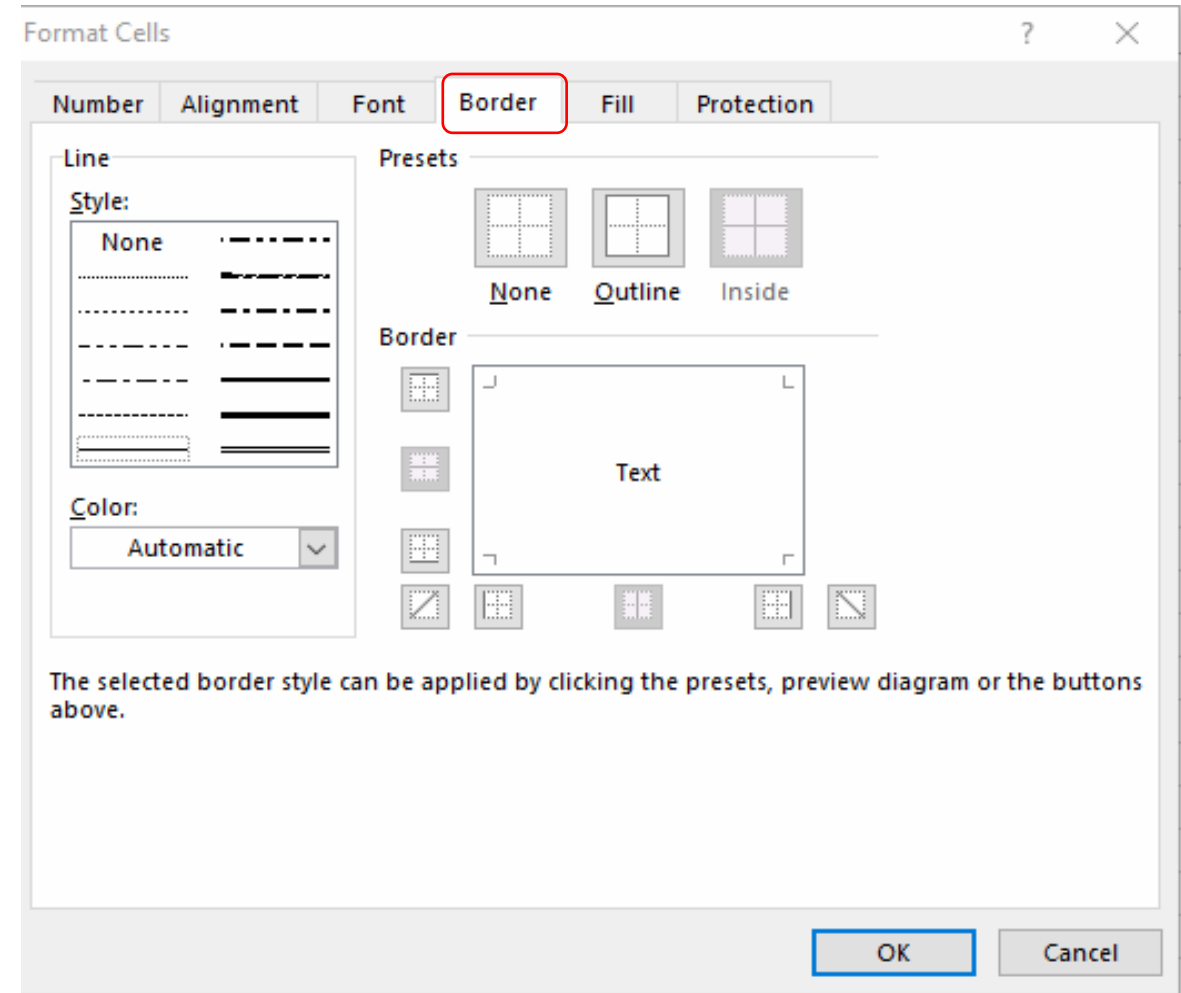 Format Cells ?
Number Alignment Font Border Fill Protection
Line
Style:
None
Color:
Automatic
Presets
None Outline Inside
Border
Text
The selected border style can be applied by clicking the presets, preview diagram or the buttons
above.
OK Cancel